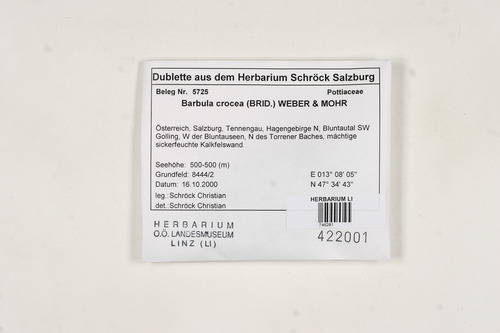 Dublette aus dem Herbarium Schröck Salzburg
Beleg Nr. 5725 Pottiaceae
Barbula crocea (BRID.) WEBER & MOHR
Österreich, Salzburg, Tennengau, Hagengebirge N, Bluntautal SW
Golling, W der Bluntauseen, N des Torrener Baches, mächtige
sickerfeuchte Kalkfelswand.
Seehöhe: 500-500 (m)
Grundfeld: 8444/2 E 013° 08' 05"
Datum: 16.10.2000 N 47° 34' 43"
leg.: Schröck Christian
det.: Schröck Christian
HERBARIUM LI
HERBARIUM
O.Ö. LANDESMUSEUM
LINZ (LI)
422001